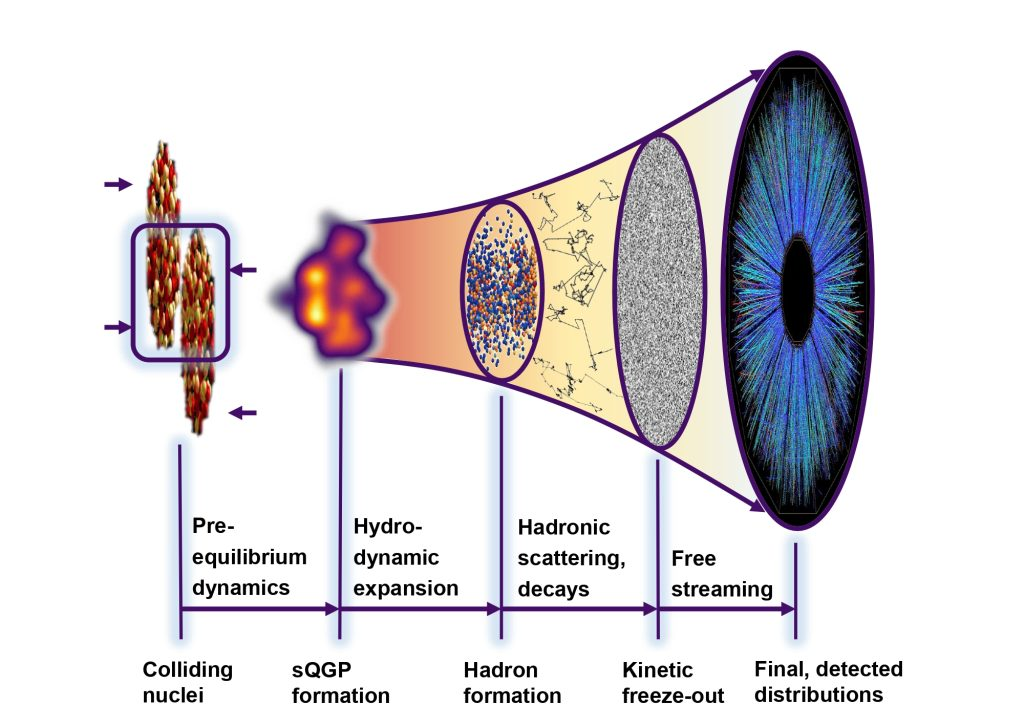 Pre-
equilibrium
dynamics
Hydro-
dynamic
expansion
Hadronic
scattering,
decays
Free
streaming
Colliding
nuclei
sQGP
formation
Hadron
formation
Kinetic
freeze-out
Final, detected
distributions